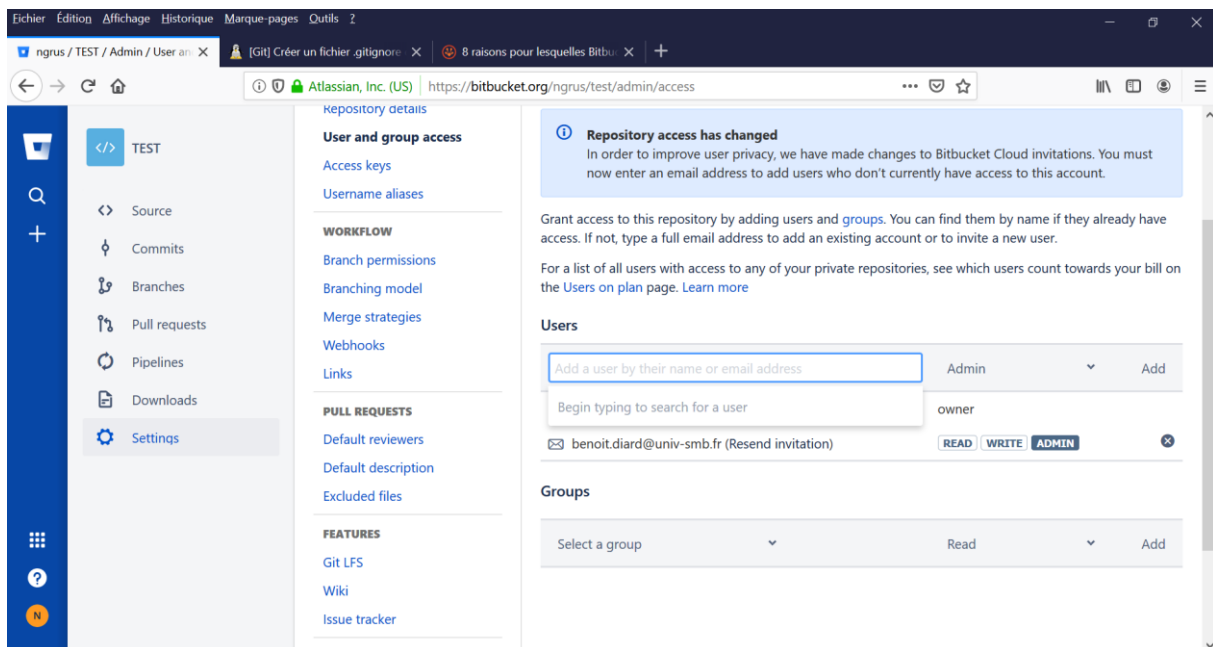 Fichier Édition Affichage Historique Marque-pages Outils ?
ngrus / TEST / Admin / User an
[Git] Créer un fichier .gitignore
8 raisons pour lesquelles Bitbu
Atlassian, Inc. (US) https://bitbucket.org/ngrus/test/admin/access
TEST
Source
Commits
Branches
Pull requests
Pipelines
Downloads
Settings
N
Repository details
User and group access
Access keys
Username aliases
WORKFLOW
Branch permissions
Branching model
Merge strategies
Webhooks
Links
PULL REQUESTS
Default reviewers
Default description
Excluded files
FEATURES
Git LFS
Wiki
Issue tracker
Repository access has changed
In order to improve user privacy, we have made changes to Bitbucket Cloud invitations. You must
now enter an email address to add users who don't currently have access to this account.
Grant access to this repository by adding users and groups. You can find them by name if they already have
access. If not, type a full email address to add an existing account or to invite a new user.
For a list of all users with access to any of your private repositories, see which users count towards your bill on
the Users on plan page. Learn more
Users
Add a user by their name or email address Admin Add
Begin typing to search for a user owner
benoit.diard@univ-smb.fr (Resend invitation) READ WRITE ADMIN
Groups
Select a group Read Add